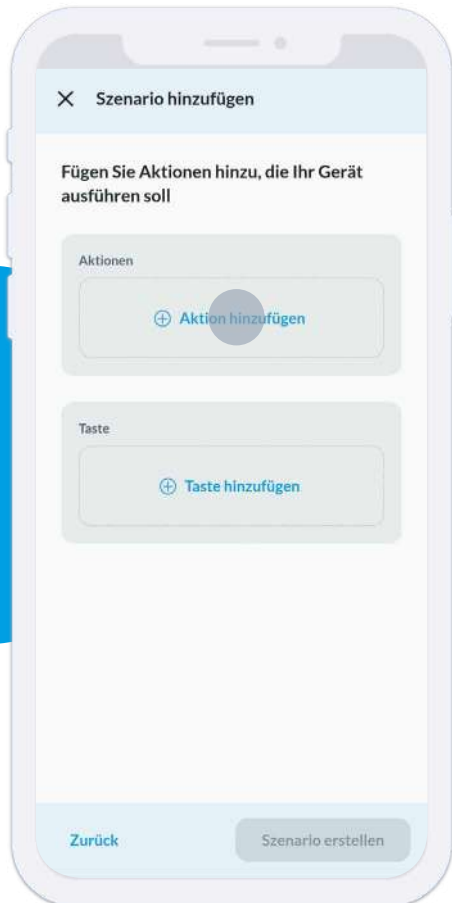 Szenario hinzufügen
Fügen Sie Aktionen hinzu, die Ihr Gerät
ausführen soll
Aktionen
Aktion hinzufügen
Taste
Taste hinzufügen
Zurück
Szenario erstellen